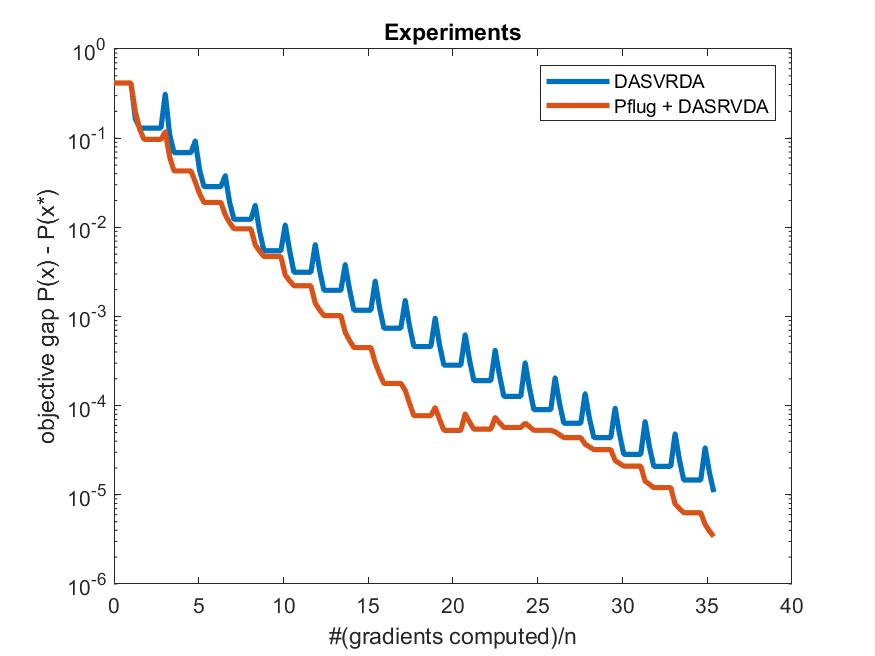 Experiments
DASVRDA
Pflug + DASRVDA
objective gap P(x) - P(x*)
10^0
10^-1
10^-2
10^-3
10^-4
10^-5
10^-6
0 5 10 15 20 25 30 35 40
#(gradients computed)/n